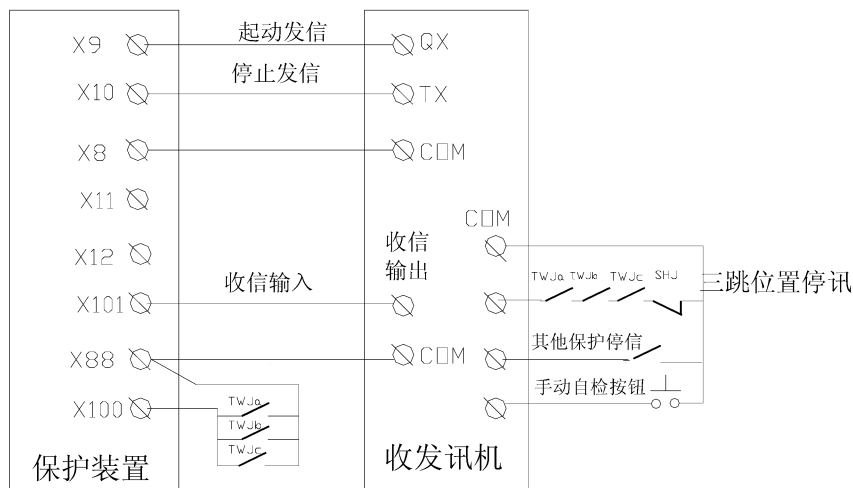 X9 起动发信 QX
X10 停止发信 TX
X8 COM
X11
COM
X12
收信
输出
X101 收信输入
TWJa TWJb TWJc SHJ 三跳位置停讯
其他保护停信
X88 COM
手动自检按钮
X100
TWJa
TWJb
TWJc
保护装置
收发讯机